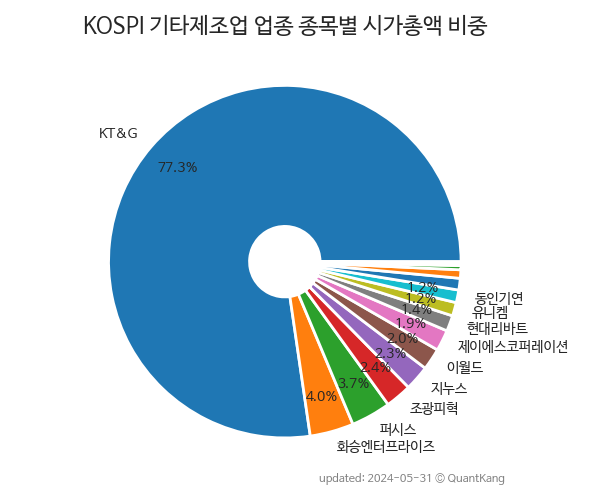 KOSPI 기타제조업 업종 종목별 시가총액 비중
KT&G
77.3%
1.2%
동인기연
1.2%
유니켐
1.4%
현대리바트
1.9%
제이에스코퍼레이션
2.0%
이월드
2.3%
지누스
2.4%
조광피혁
3.7%
퍼시스
4.0%
화승엔터프라이즈
updated: 2024-05-31 © QuantKang